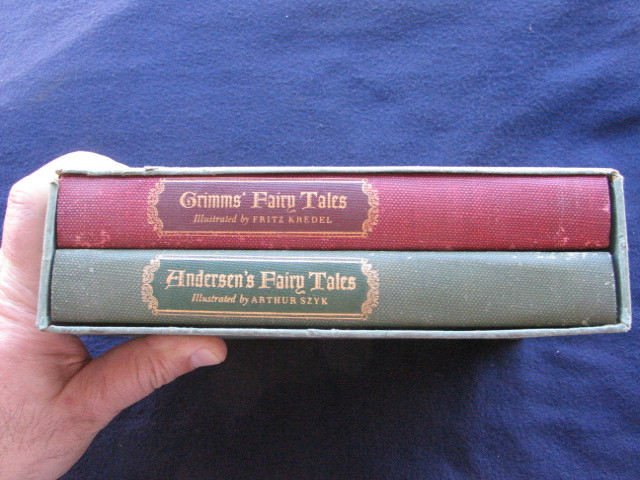 Grimms' Fairy Tales
Illustrated by FRITZ KREDEL
Andersen's Fairy Tales
Illustrated by ARTHUR SZYK